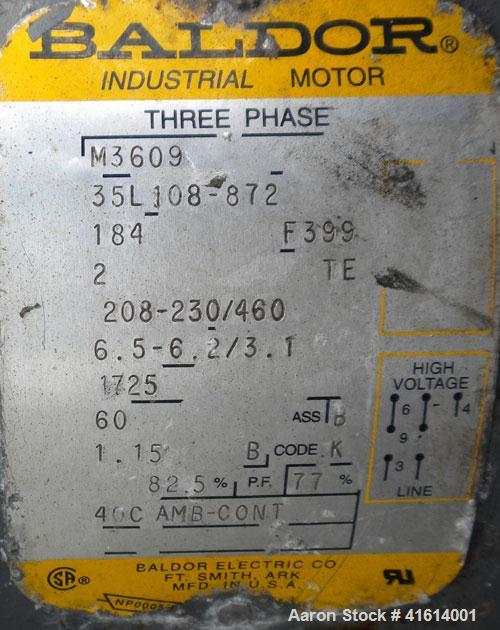 BALDOR®
INDUSTRIAL MOTOR
THREE PHASE
M3609
35L108-872
184 F399
2 TE
208-230/460
6.5-6.2/3.1
1725
60 ASS B
1.15 B CODE K
82.5 % P.F. 77 %
40C AMB-CONT
HIGH
VOLTAGE
6 - 4
9
3
LINE
SA ®
BALDOR ELECTRIC CO
FT. SMITH, ARK.
MFD. IN U.S.A.
Aaron Stock # 41614001